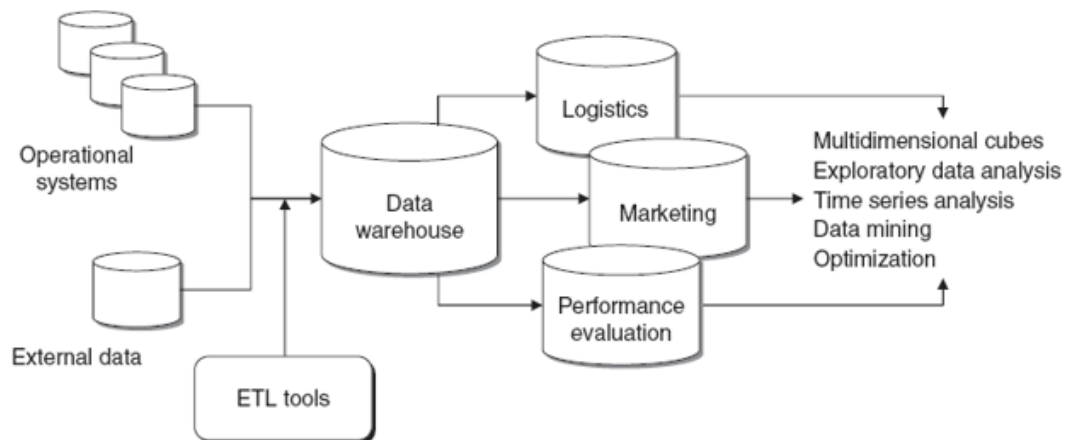 Operational
systems
External data
ETL tools
Data
warehouse
Logistics
Marketing
Performance
evaluation
Multidimensional cubes
Exploratory data analysis
Time series analysis
Data mining
Optimization